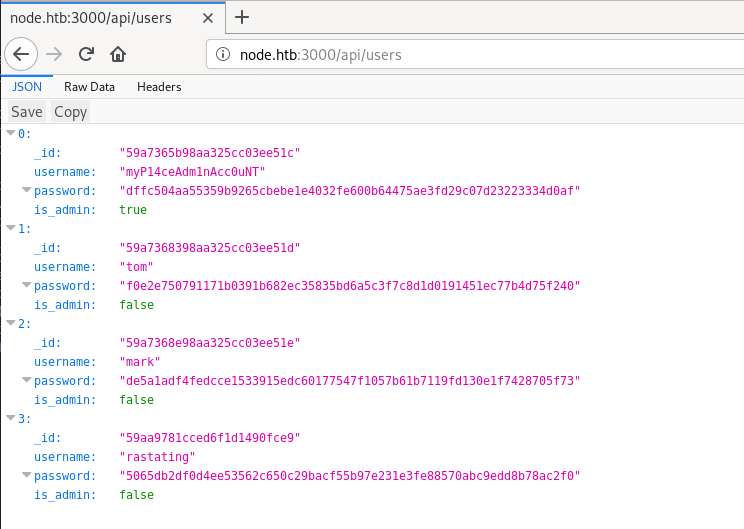 node.htb:3000/api/users
node.htb:3000/api/users
JSON Raw Data Headers
Save Copy
0:
_id: "59a7365b98aa325cc03ee51c"
username: "myP14ceAdm1nAcc0uNT"
password: "dffc504aa55359b9265cbebe1e4032fe600b64475ae3fd29c07d23223334d0af"
is_admin: true
1:
_id: "59a7368398aa325cc03ee51d"
username: "tom"
password: "f0e2e750791171b0391b682ec35835bd6a5c3f7c8d1d0191451ec77b4d75f240"
is_admin: false
2:
_id: "59a7368e98aa325cc03ee51e"
username: "mark"
password: "de5a1adf4fedcce1533915edc60177547f1057b61b7119fd130e1f7428705f73"
is_admin: false
3:
_id: "59aa9781cced6f1d1490fce9"
username: "rastating"
password: "5065db2df0d4ee53562c650c29bacf55b97e231e3fe88570abc9edd8b78ac2f0"
is_admin: false